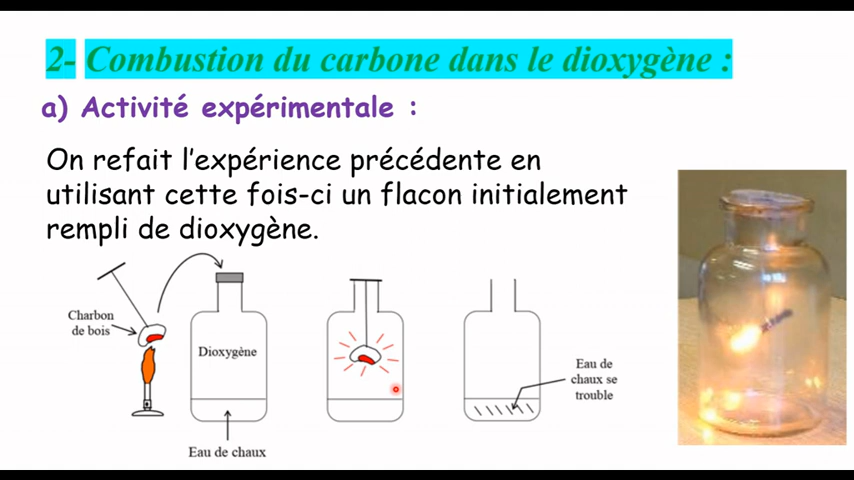 2- Combustion du carbone dans le dioxygène :
a) Activité expérimentale :
On refait l'expérience précédente en
utilisant cette fois-ci un flacon initialement
rempli de dioxygène.
Charbon
de bois
Dioxygène
Eau de chaux
Eau de
chaux se
trouble